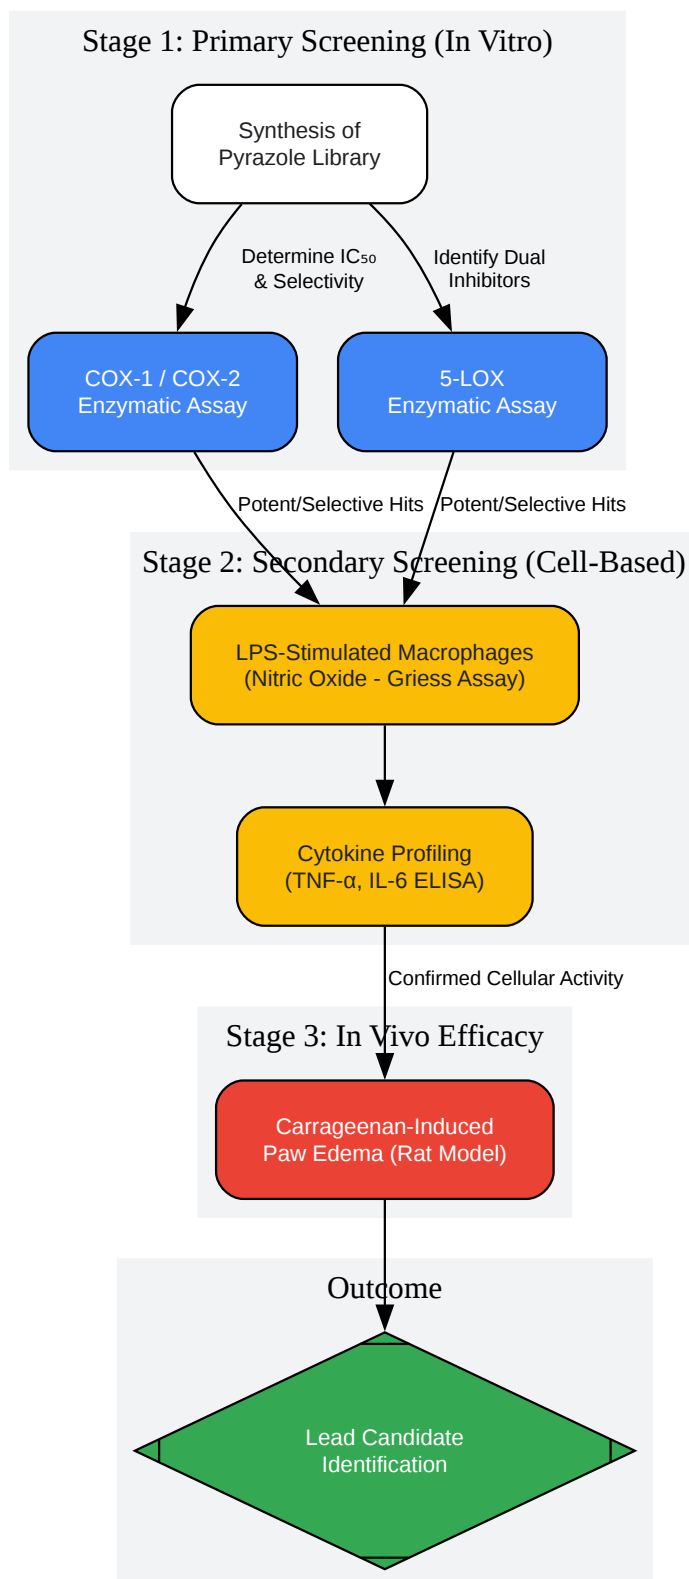 Stage 1: Primary Screening (In Vitro)
Synthesis of
Pyrazole Library
Determine IC₅₀
& Selectivity
Identify Dual
Inhibitors
COX-1 / COX-2
Enzymatic Assay
5-LOX
Enzymatic Assay
Potent/Selective Hits
Potent/Selective Hits
Stage 2: Secondary Screening (Cell-Based)
LPS-Stimulated Macrophages
(Nitric Oxide - Griess Assay)
Cytokine Profiling
(TNF-α, IL-6 ELISA)
Confirmed Cellular Activity
Stage 3: In Vivo Efficacy
Carrageenan-Induced
Paw Edema (Rat Model)
Outcome
Lead Candidate
Identification